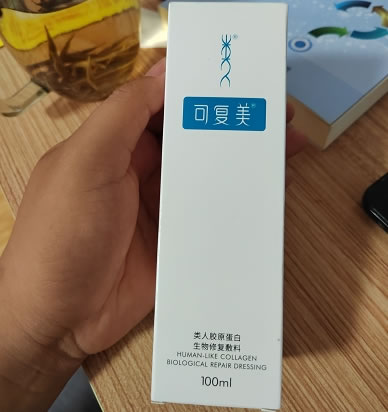 可复美®
类人胶原蛋白
生物修复敷料
HUMAN-LIKE COLLAGEN
BIOLOGICAL REPAIR DRESSING
100ml